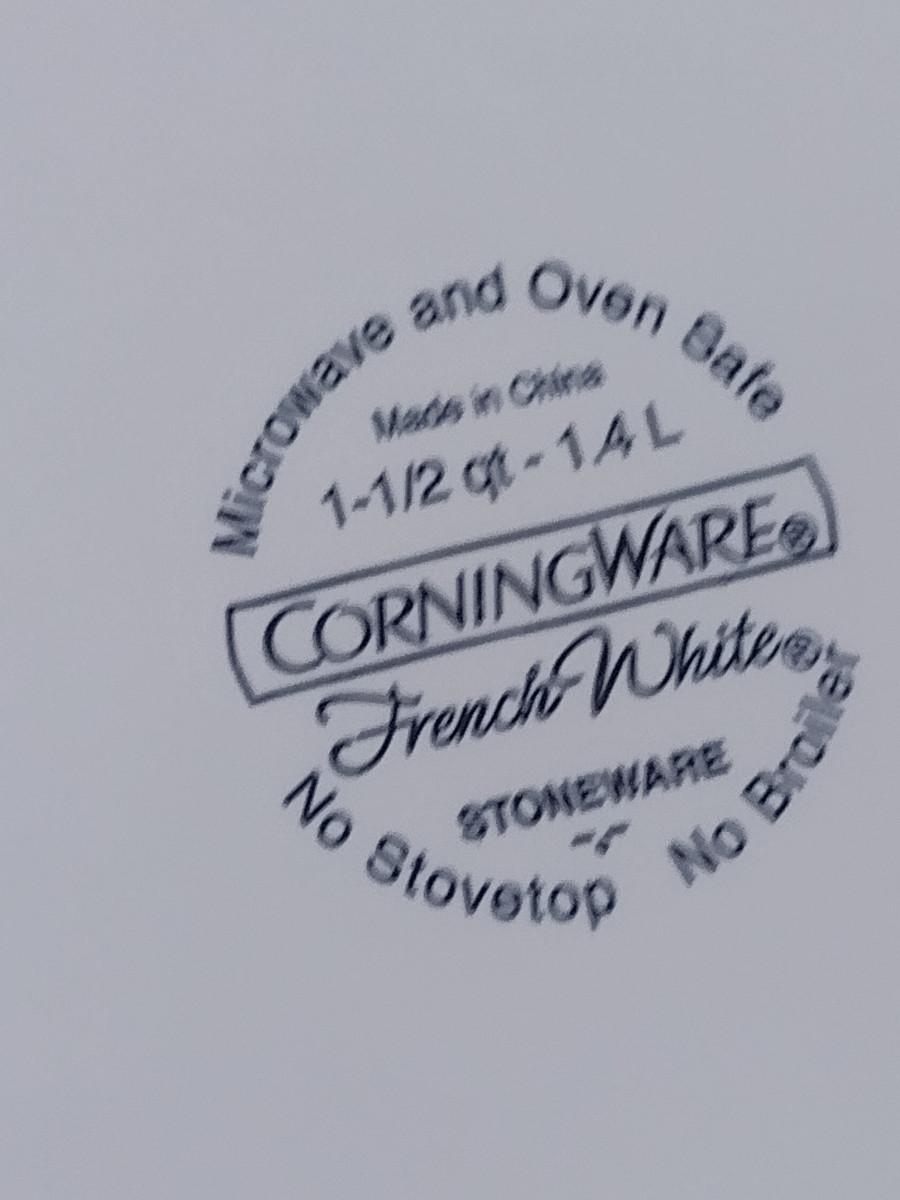 Microwave and Oven Safe
Made in China
1-1/2 qt - 1.4 L
CORNINGWARE®
French White®
STONEWARE
No Stovetop No Broiler